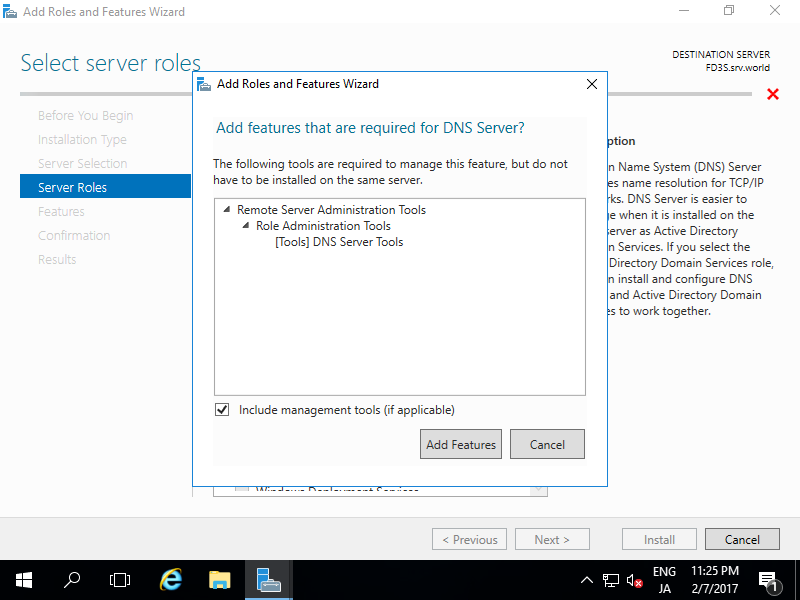 Add Roles and Features Wizard
Select server roles
DESTINATION SERVER
FD3S.srv.world
Before You Begin
Installation Type
Server Selection
Server Roles
Features
Confirmation
Results
Add Roles and Features Wizard
Add features that are required for DNS Server?
The following tools are required to manage this feature, but do not
have to be installed on the same server.
Remote Server Administration Tools
Role Administration Tools
[Tools] DNS Server Tools
Include management tools (if applicable)
Add Features
Cancel
ption
n Name System (DNS) Server
es name resolution for TCP/IP
rks. DNS Server is easier to
ge when it is installed on the
server as Active Directory
n Services. If you select the
Directory Domain Services role,
n install and configure DNS
and Active Directory Domain
es to work together.
Windows Deployment Services
< Previous
Next >
Install
Cancel
ENG
JA
11:25 PM
2/7/2017
1